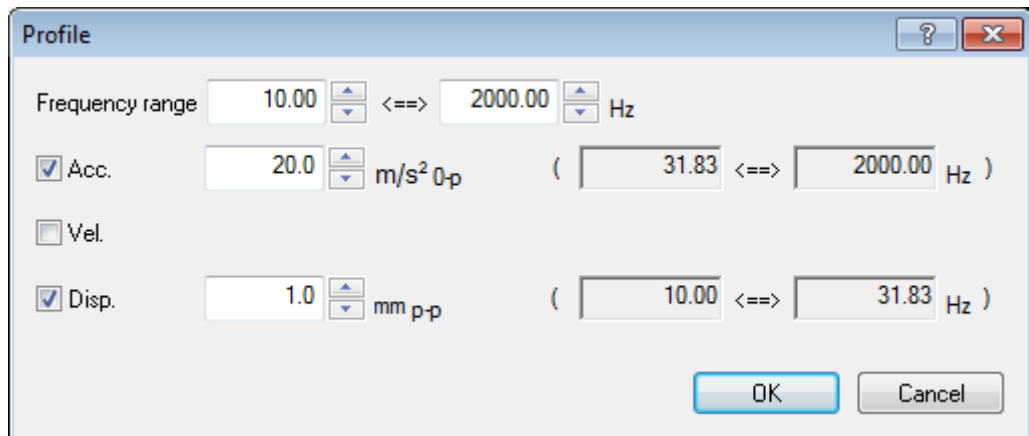 Profile
Frequency range 10.00 <==> 2000.00 Hz
Acc. 20.0 m/s² 0-p ( 31.83 <==> 2000.00 Hz )
Vel.
Disp. 1.0 mm p-p ( 10.00 <==> 31.83 Hz )
OK Cancel